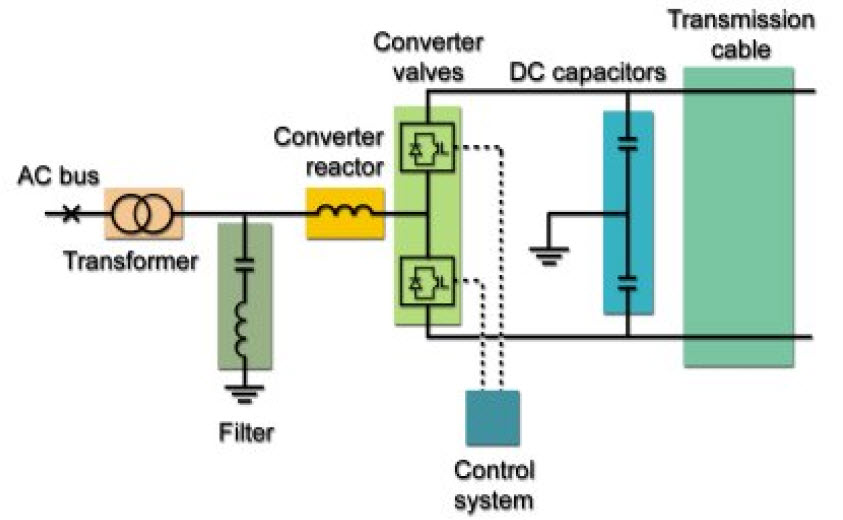 Transmission
cable
Converter
valves
DC capacitors
Converter
reactor
AC bus
Transformer
Filter
Control
system